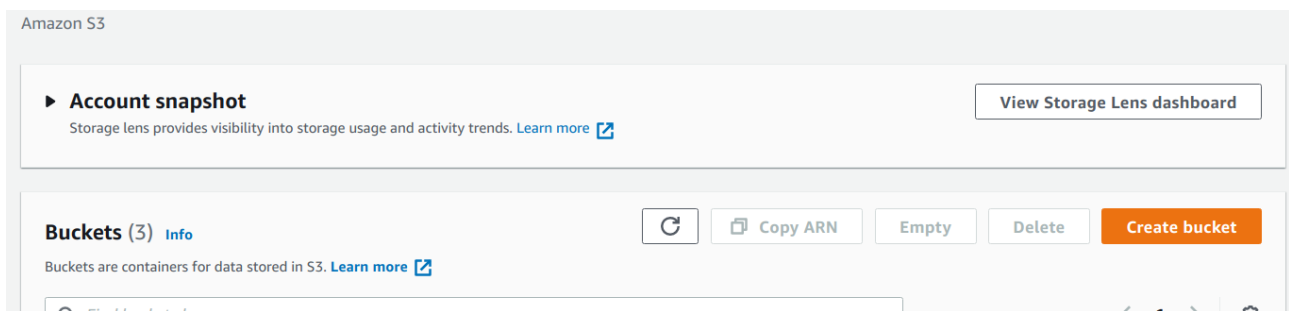 Amazon S3
Account snapshot
View Storage Lens dashboard
Storage lens provides visibility into storage usage and activity trends. Learn more
Buckets (3) Info
Copy ARN
Empty
Delete
Create bucket
Buckets are containers for data stored in S3. Learn more